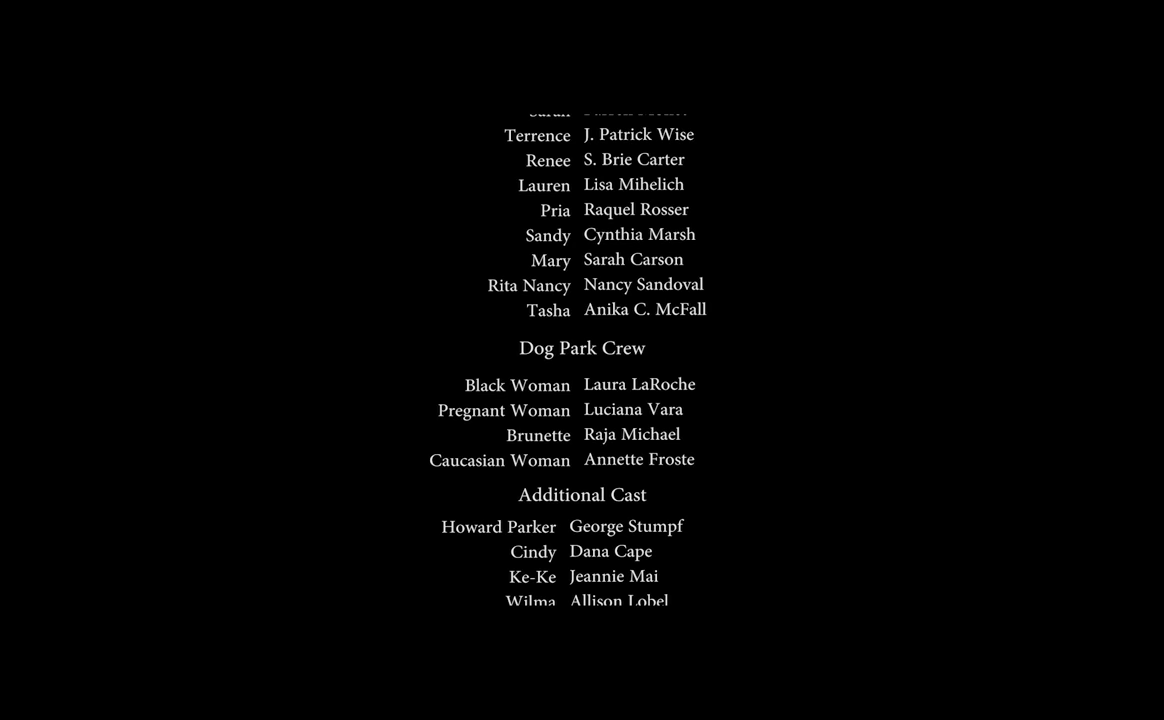 Sarah
Terrence J. Patrick Wise
Renee S. Brie Carter
Lauren Lisa Mihelich
Pria Raquel Rosser
Sandy Cynthia Marsh
Mary Sarah Carson
Rita Nancy Nancy Sandoval
Tasha Anika C. McFall
Dog Park Crew
Black Woman Laura LaRoche
Pregnant Woman Luciana Vara
Brunette Raja Michael
Caucasian Woman Annette Froste
Additional Cast
Howard Parker George Stumpf
Cindy Dana Cape
Ke-Ke Jeannie Mai
Wilma Allison Lobel